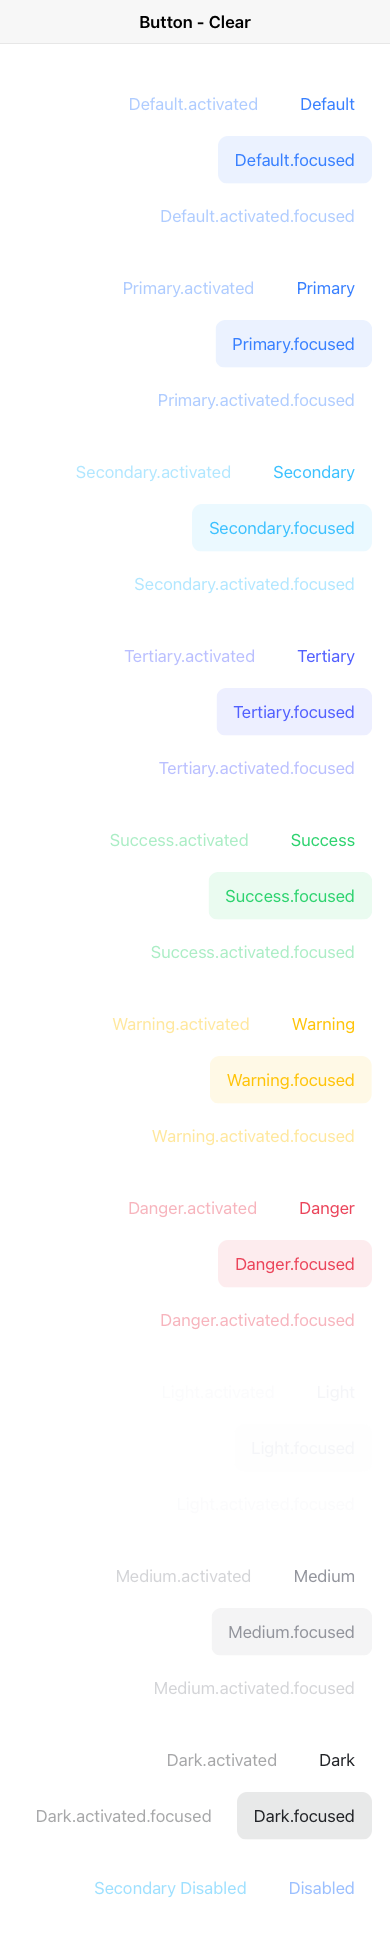 Button - Clear
Default.activated Default
Default.focused
Default.activated.focused
Primary.activated Primary
Primary.focused
Primary.activated.focused
Secondary.activated Secondary
Secondary.focused
Secondary.activated.focused
Tertiary.activated Tertiary
Tertiary.focused
Tertiary.activated.focused
Success.activated Success
Success.focused
Success.activated.focused
Warning.activated Warning
Warning.focused
Warning.activated.focused
Danger.activated Danger
Danger.focused
Danger.activated.focused
Light.activated Light
Light.focused
Light.activated.focused
Medium.activated Medium
Medium.focused
Medium.activated.focused
Dark.activated Dark
Dark.activated.focused Dark.focused
Secondary Disabled Disabled